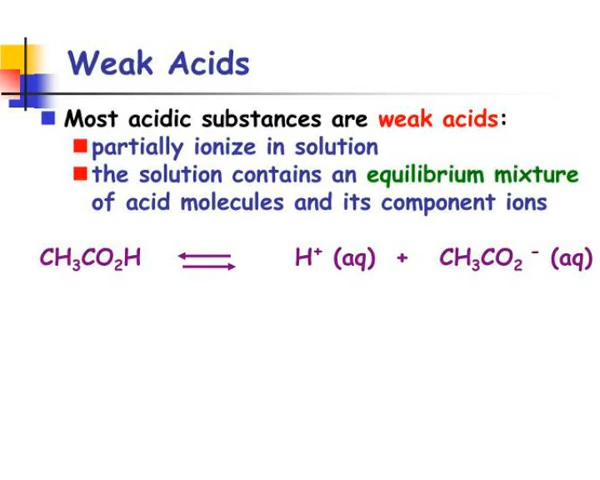 Weak Acids
Most acidic substances are weak acids:
partially ionize in solution
the solution contains an equilibrium mixture
of acid molecules and its component ions
CH₃CO₂H ⇌ H⁺ (aq) + CH₃CO₂ ⁻ (aq)